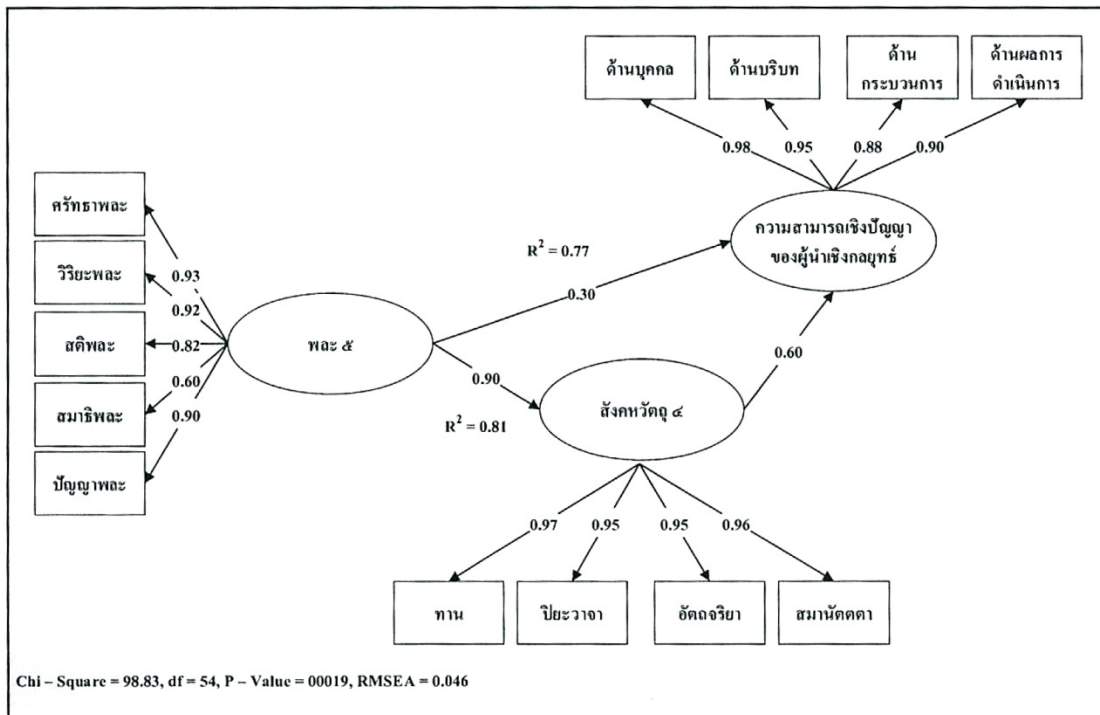 ด้านบุคคล
ด้านบริบท
ด้าน
กระบวนการ
ด้านผลการ
ดำเนินการ
0.98
0.95
0.88
0.90
ศรัทธาพละ
วิริยะพละ
สติพละ
สมาธิพละ
ปัญญาพละ
0.93
0.92
0.82
0.60
0.90
พละ ๕
R² = 0.77
0.30
ความสามารถเชิงปัญญา
ของผู้นำเชิงกลยุทธ์
0.90
R² = 0.81
สังคหวัตถุ ๔
0.60
0.97
0.95
0.95
0.96
ทาน
ปิยะวาจา
อัตถจริยา
สมานัตตตา
Chi – Square = 98.83, df = 54, P – Value = 00019, RMSEA = 0.046